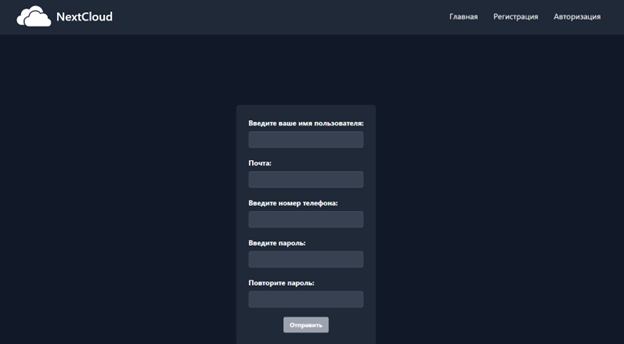 NextCloud
Главная Регистрация Авторизация
Введите ваше имя пользователя:
Почта:
Введите номер телефона:
Введите пароль:
Повторите пароль:
Отправить